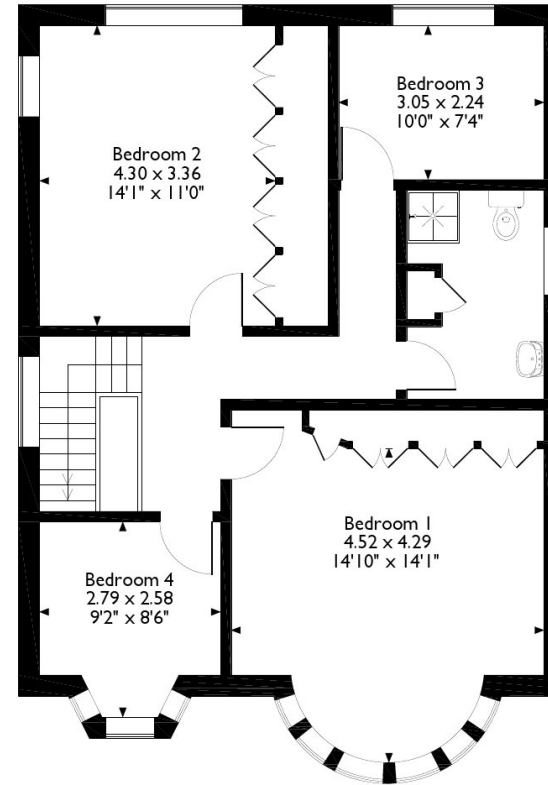 Bedroom 3
3.05 x 2.24
10'0" x 7'4"
Bedroom 2
4.30 x 3.36
14'1" x 11'0"
Bedroom 1
4.52 x 4.29
14'10" x 14'1"
Bedroom 4
2.79 x 2.58
9'2" x 8'6"